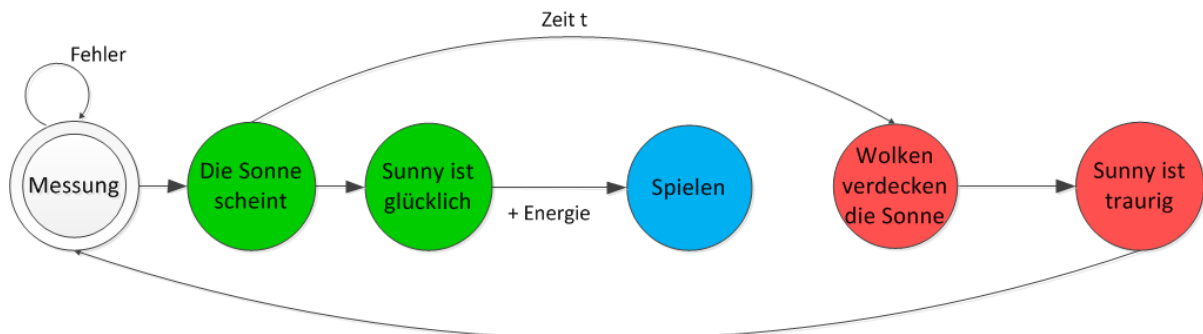 Zeit t
Fehler
Messung
Die Sonne
scheint
Sunny ist
glücklich
+ Energie
Spielen
Wolken
verdecken
die Sonne
Sunny ist
traurig